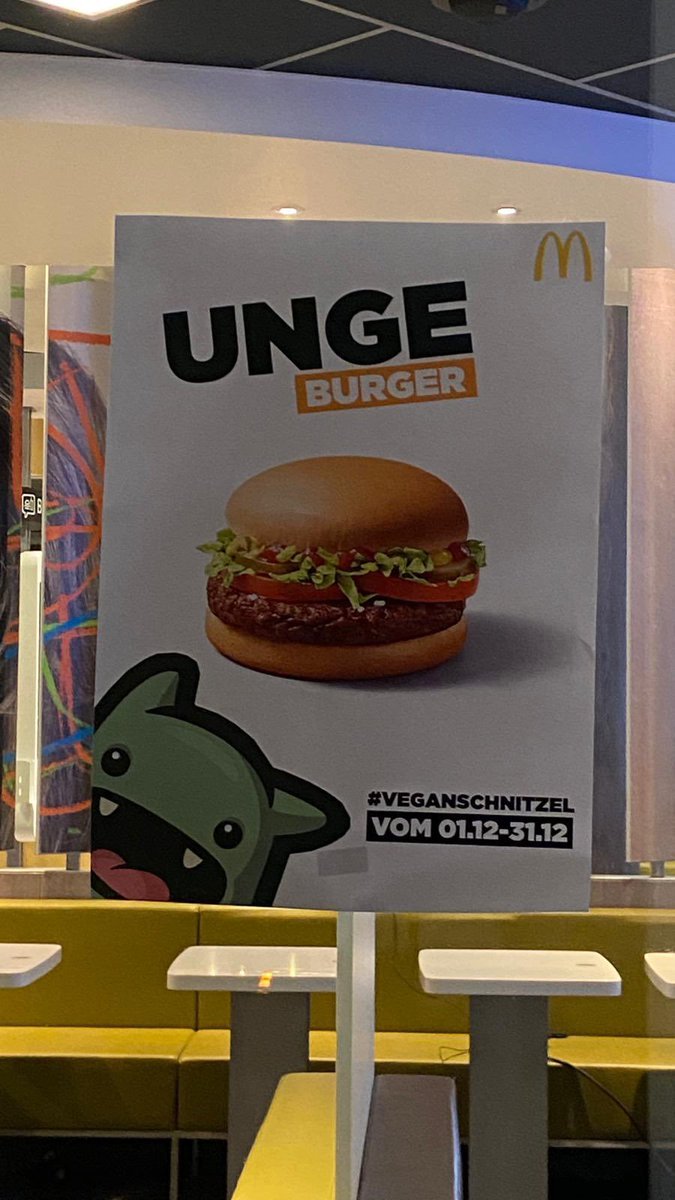 UNGE
BURGER
#VEGANSCHNITZEL
VOM 01.12-31.12